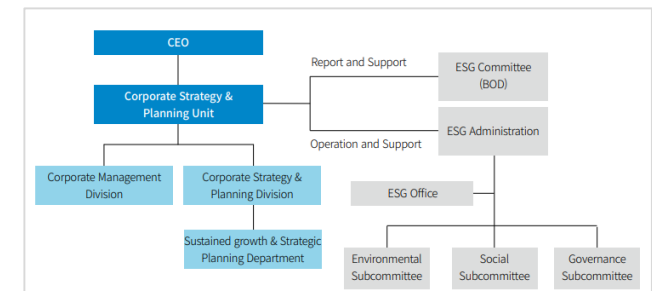 CEO
Report and Support
ESG Committee
(BOD)
Corporate Strategy &
Planning Unit
ESG Administration
Operation and Support
Corporate Management
Division
Corporate Strategy &
Planning Division
ESG Office
Sustained growth & Strategic
Planning Department
Environmental
Subcommittee
Social
Subcommittee
Governance
Subcommittee